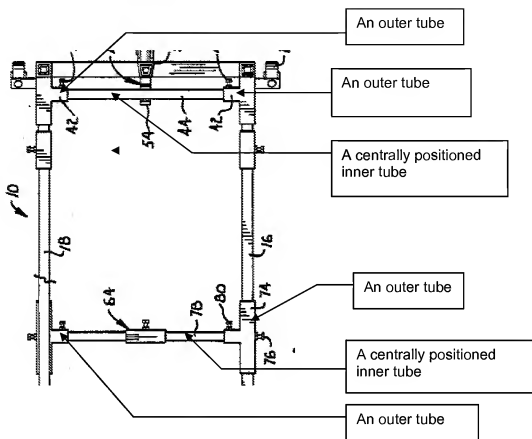 An outer tube
An outer tube
42
54
44
42
A centrally positioned
inner tube
10
18
16
An outer tube
64
78
80
74
76
A centrally positioned
inner tube
An outer tube